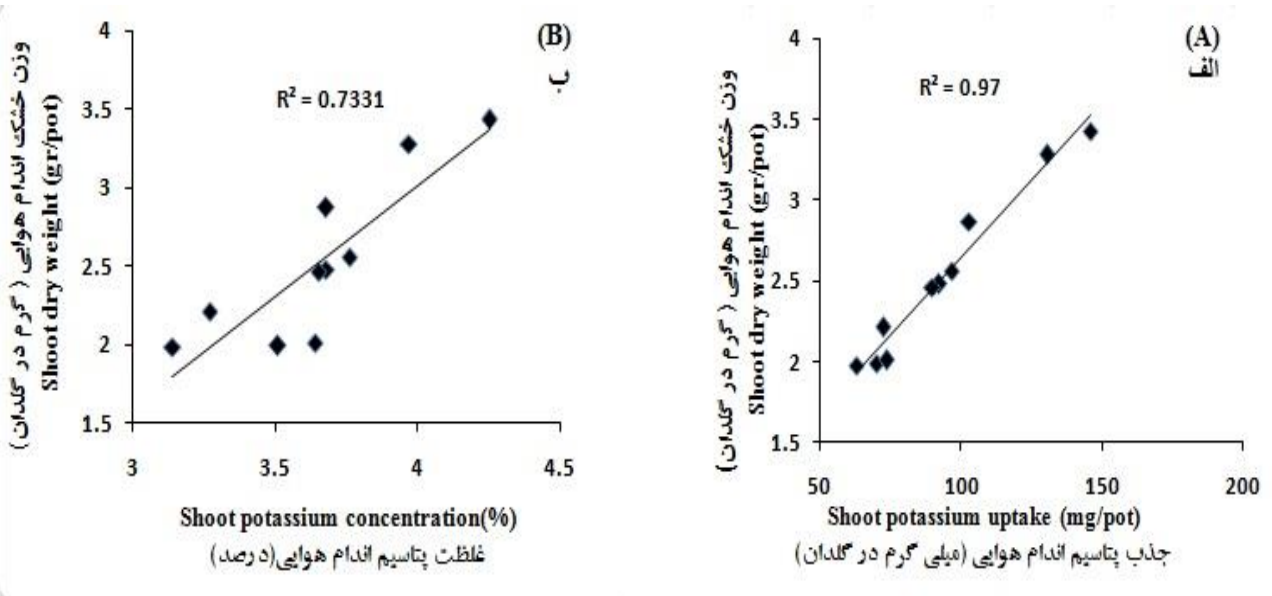 (B)
ب
R² = 0.7331
وزن خشک اندام هوایی ( گرم در گلدان)
Shoot dry weight (gr/pot)
4
3.5
3
2.5
2
1.5
3 3.5 4 4.5
Shoot potassium concentration(%)
غلظت پتاسیم اندام هوایی(درصد)
(A)
الف
R² = 0.97
وزن خشک اندام هوایی ( گرم در گلدان)
Shoot dry weight (gr/pot)
4
3.5
3
2.5
2
1.5
50 100 150 200
Shoot potassium uptake (mg/pot)
جذب پتاسیم اندام هوایی (میلی گرم در گلدان)